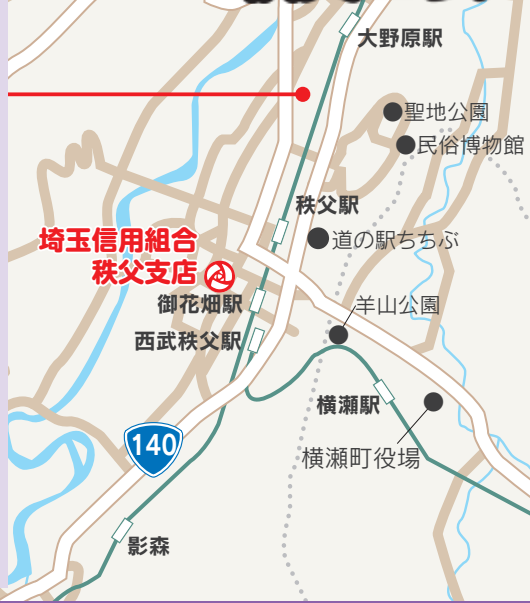 大野原駅
聖地公園
民俗博物館
秩父駅
道の駅ちちぶ
埼玉信用組合
秩父支店
御花畑駅
羊山公園
西武秩父駅
横瀬駅
140
横瀬町役場
影森